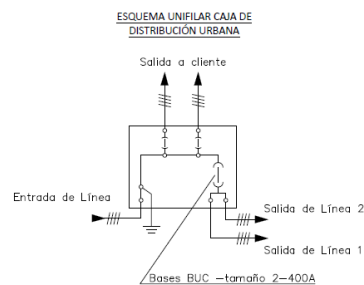 ESQUEMA UNIFILAR CAJA DE
DISTRIBUCIÓN URBANA
Salida a cliente
Entrada de Línea
Salida de Línea 2
Salida de Línea 1
Bases BUC -tamaño 2-400A